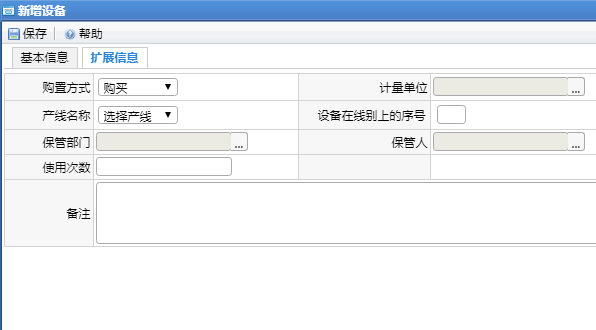 新增设备
保存 帮助
基本信息 扩展信息
购置方式 购买 计量单位 ...
产线名称 选择产线 设备在线别上的序号
保管部门 ... 保管人 ...
使用次数
备注